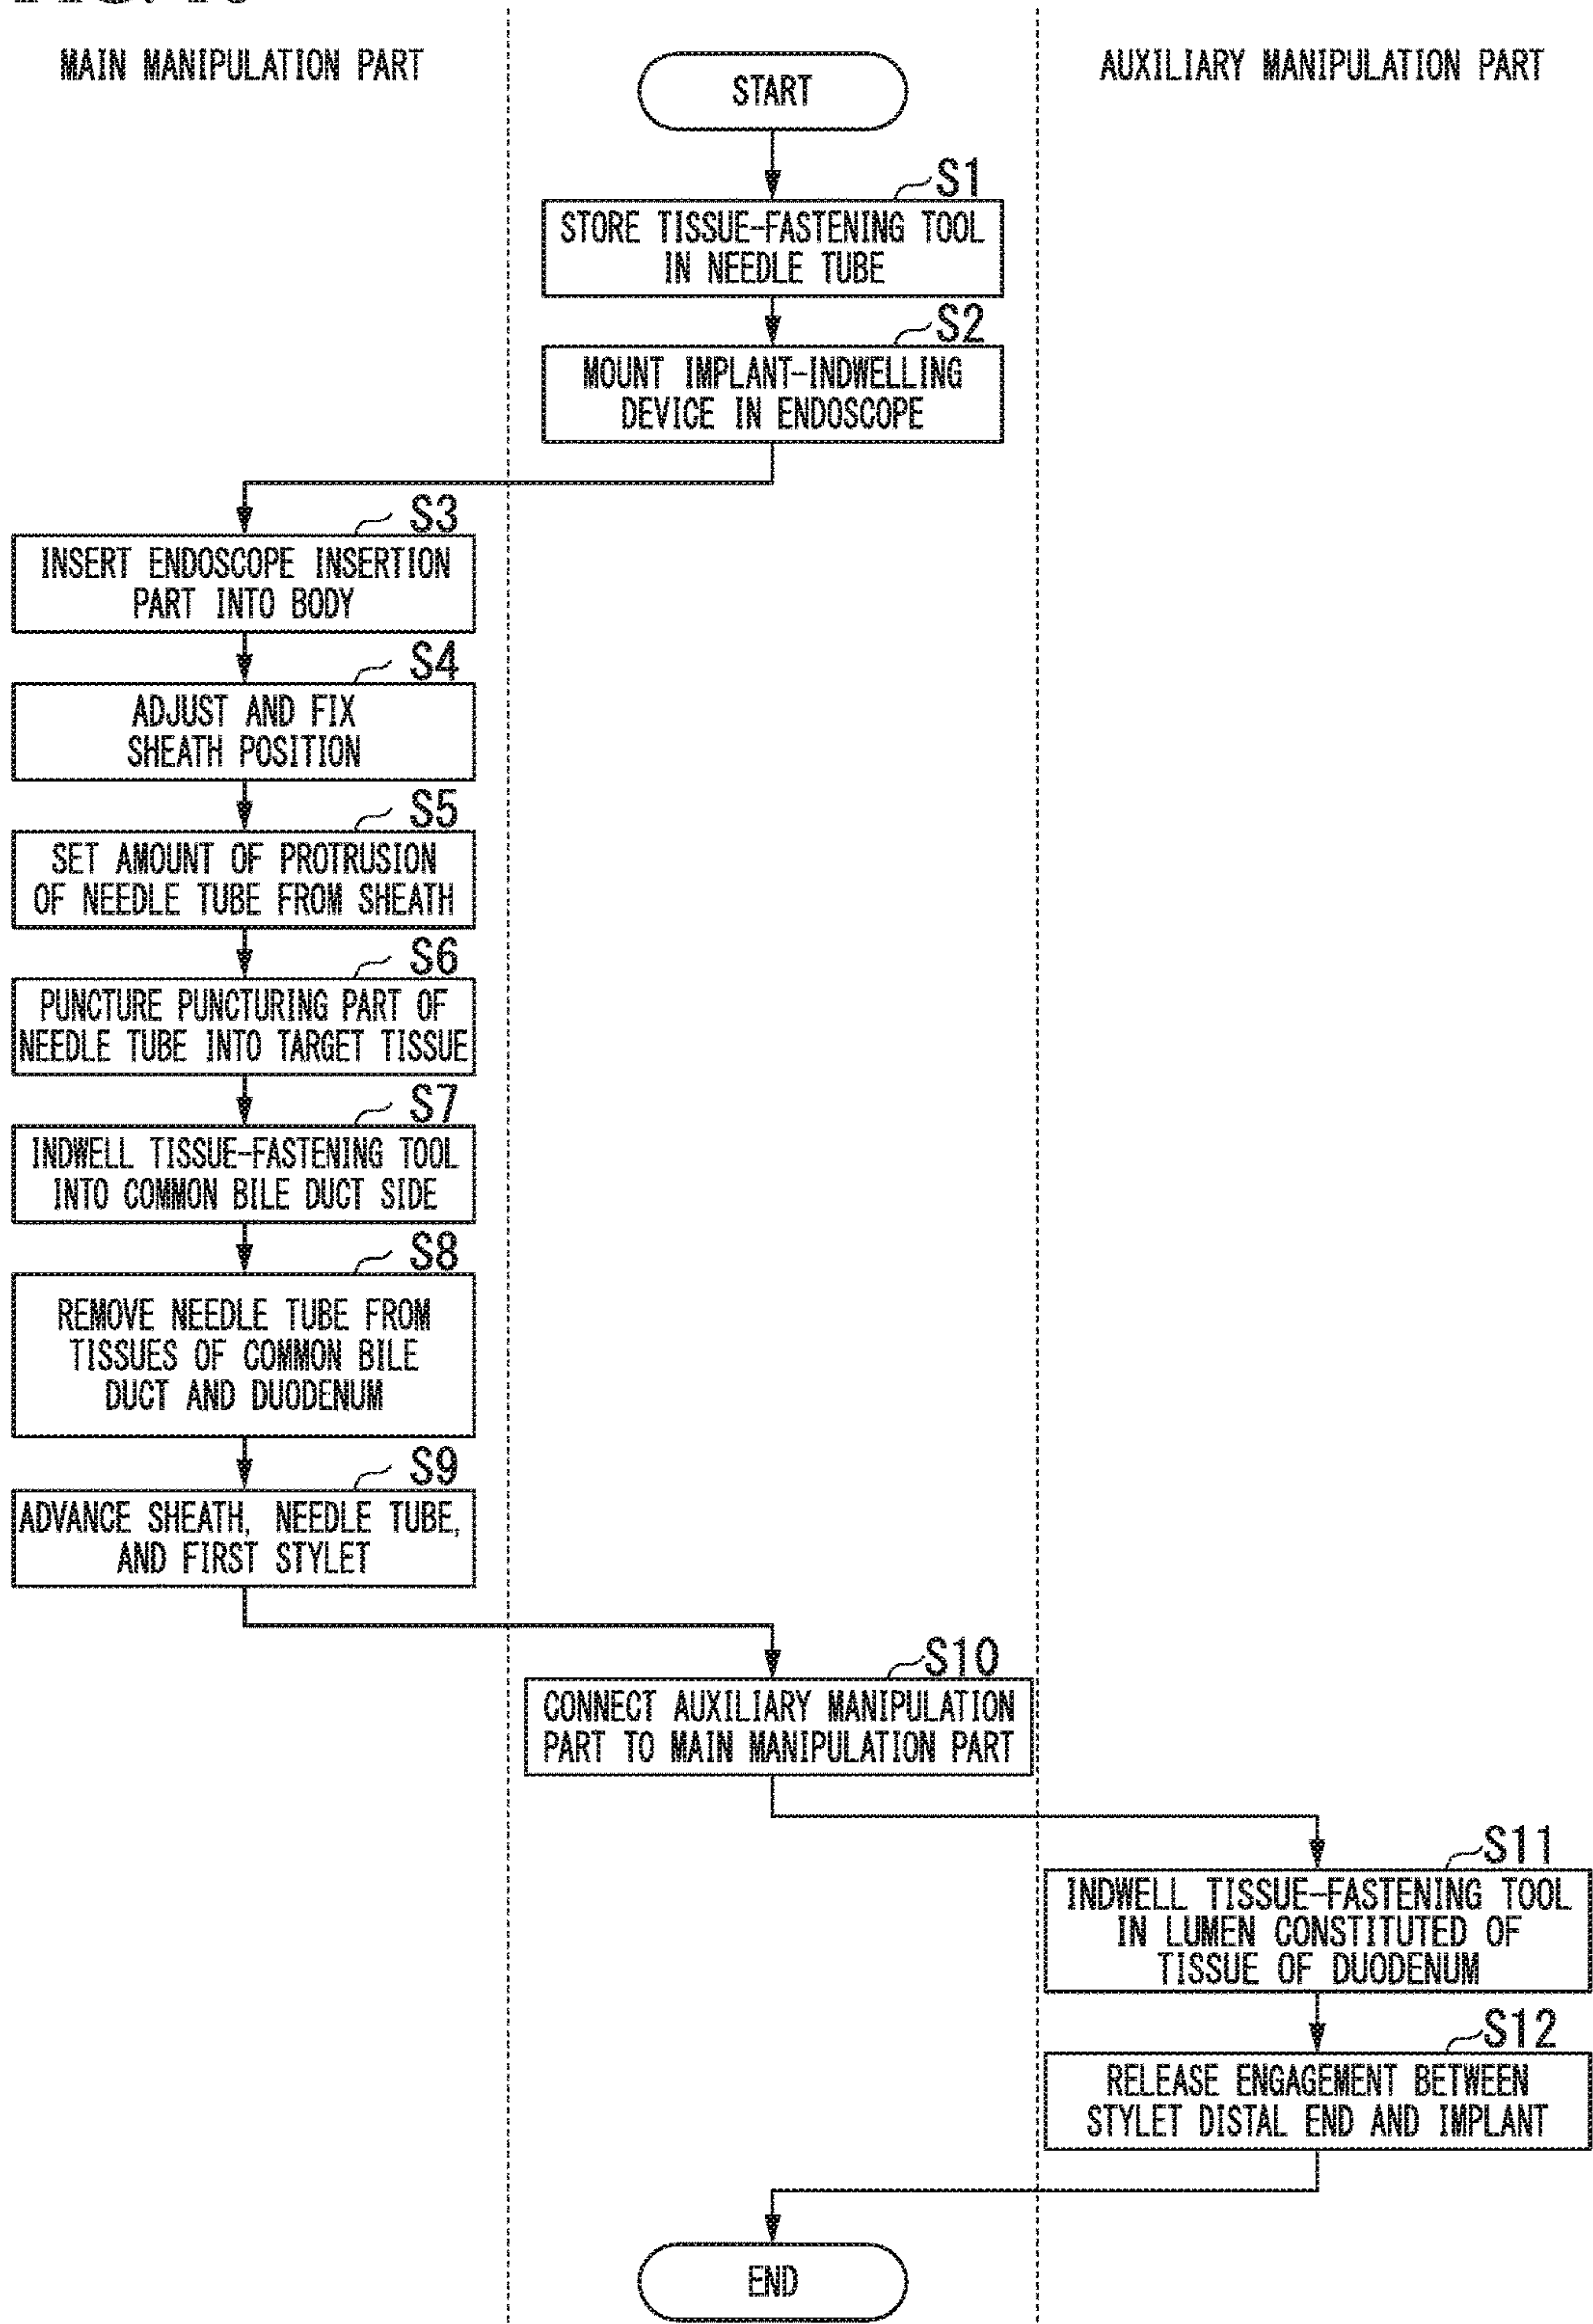 MAIN MANIPULATION PART
AUXILIARY MANIPULATION PART
START
S1
STORE TISSUE-FASTENING TOOL
IN NEEDLE TUBE
S2
MOUNT IMPLANT-INDWELLING
DEVICE IN ENDOSCOPE
S3
INSERT ENDOSCOPE INSERTION
PART INTO BODY
S4
ADJUST AND FIX
SHEATH POSITION
S5
SET AMOUNT OF PROTRUSION
OF NEEDLE TUBE FROM SHEATH
S6
PUNCTURE PUNCTURING PART OF
NEEDLE TUBE INTO TARGET TISSUE
S7
INDWELL TISSUE-FASTENING TOOL
INTO COMMON BILE DUCT SIDE
S8
REMOVE NEEDLE TUBE FROM
TISSUES OF COMMON BILE
DUCT AND DUODENUM
S9
ADVANCE SHEATH, NEEDLE TUBE,
AND FIRST STYLET
S10
CONNECT AUXILIARY MANIPULATION
PART TO MAIN MANIPULATION PART
S11
INDWELL TISSUE-FASTENING TOOL
IN LUMEN CONSTITUTED OF
TISSUE OF DUODENUM
S12
RELEASE ENGAGEMENT BETWEEN
STYLET DISTAL END AND IMPLANT
END